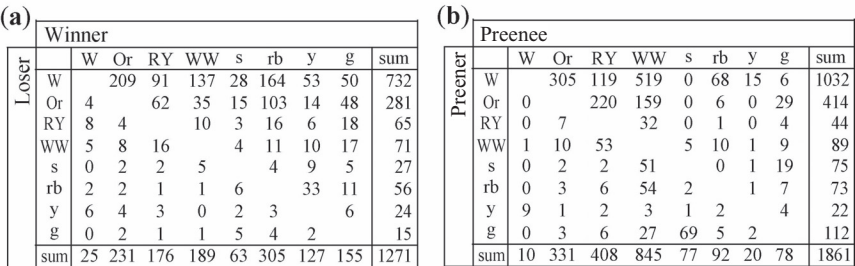 (a)
Winner
Loser
W Or RY WW s rb y g sum
W 209 91 137 28 164 53 50 732
Or 4 62 35 15 103 14 48 281
RY 8 4 10 3 16 6 18 65
WW 5 8 16 4 11 10 17 71
s 0 2 2 5 4 9 5 27
rb 2 2 1 1 6 33 11 56
y 6 4 3 0 2 3 6 24
g 0 2 1 1 5 4 2 15
sum 25 231 176 189 63 305 127 155 1271
(b)
Preenee
Preener
W Or RY WW s rb y g sum
W 305 119 519 0 68 15 6 1032
Or 0 220 159 0 6 0 29 414
RY 0 7 32 0 1 0 4 44
WW 1 10 53 5 10 1 9 89
s 0 2 2 51 0 1 19 75
rb 0 3 6 54 2 1 7 73
y 9 1 2 3 1 2 4 22
g 0 3 6 27 69 5 2 112
sum 10 331 408 845 77 92 20 78 1861